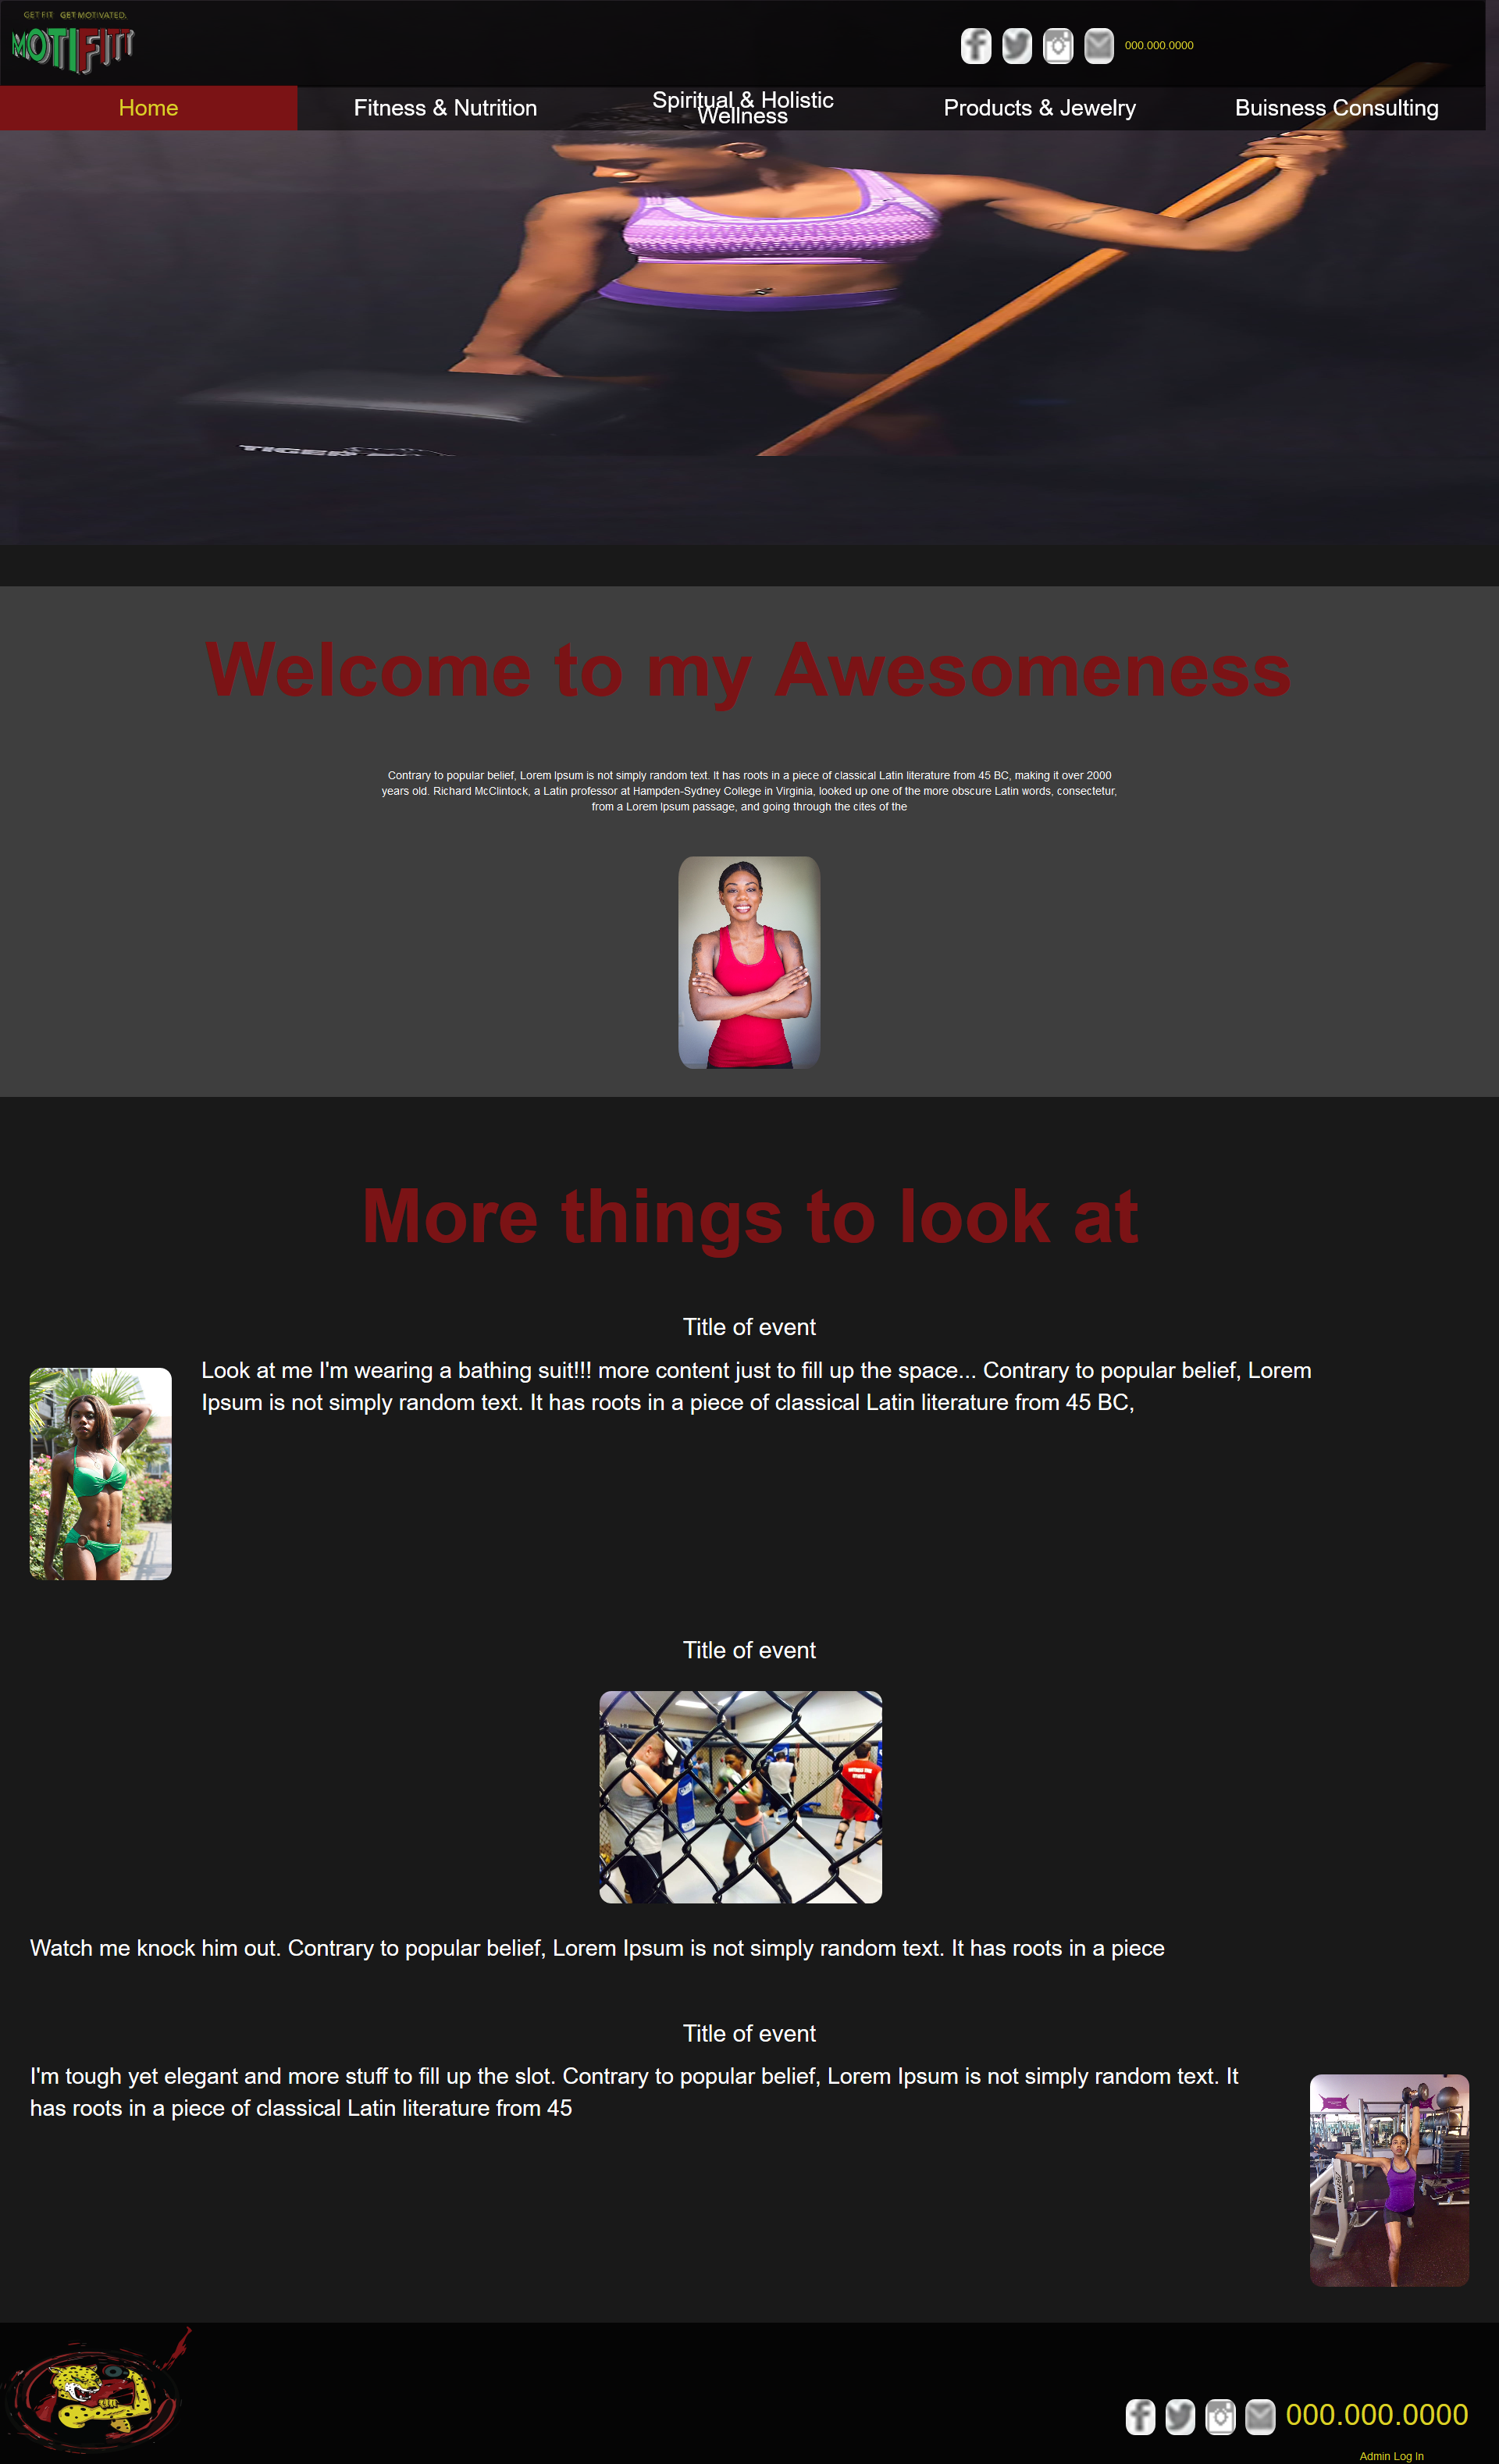 GET FIT GET MOTIVATED.
MOTIFITT
000.000.0000
Home
Fitness & Nutrition
Spiritual & Holistic
Wellness
Products & Jewelry
Buisness Consulting
Welcome to my Awesomeness
Contrary to popular belief, Lorem Ipsum is not simply random text. It has roots in a piece of classical Latin literature from 45 BC, making it over 2000
years old. Richard McClintock, a Latin professor at Hampden-Sydney College in Virginia, looked up one of the more obscure Latin words, consectetur,
from a Lorem Ipsum passage, and going through the cites of the
More things to look at
Title of event
Look at me I'm wearing a bathing suit!!! more content just to fill up the space... Contrary to popular belief, Lorem
Ipsum is not simply random text. It has roots in a piece of classical Latin literature from 45 BC,
Title of event
Watch me knock him out. Contrary to popular belief, Lorem Ipsum is not simply random text. It has roots in a piece
Title of event
I'm tough yet elegant and more stuff to fill up the slot. Contrary to popular belief, Lorem Ipsum is not simply random text. It
has roots in a piece of classical Latin literature from 45
000.000.0000
Admin Log In